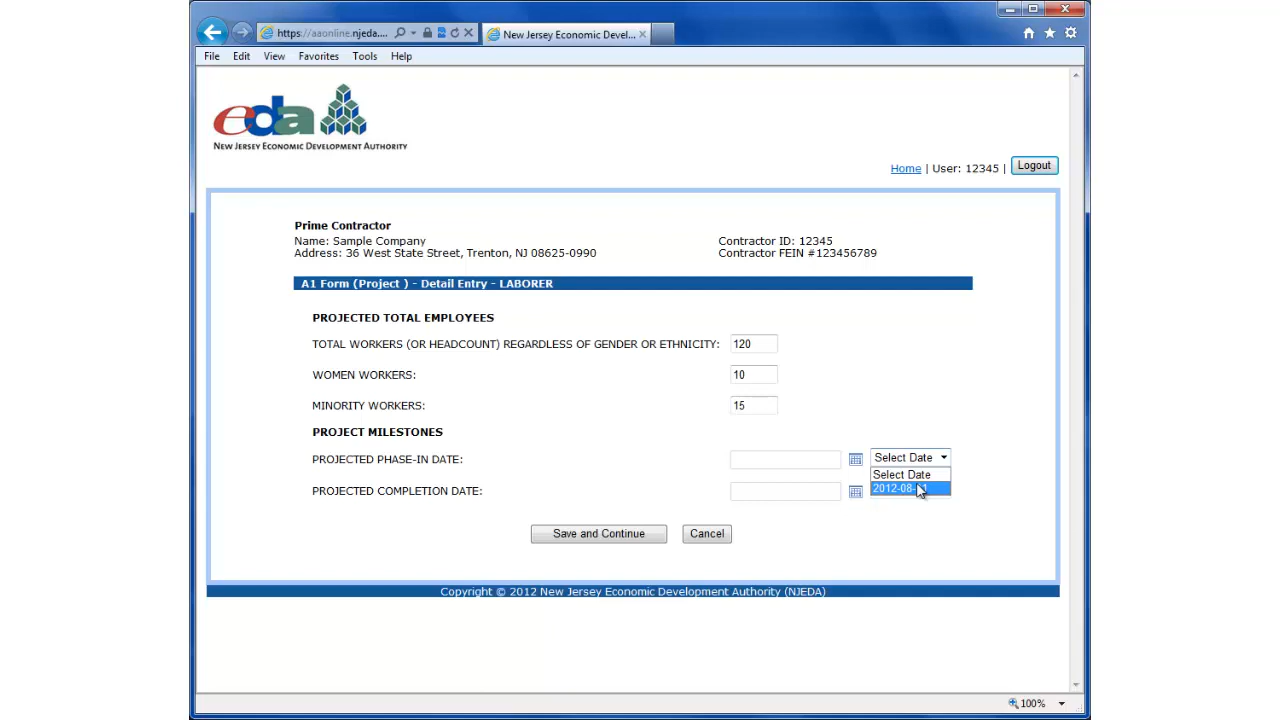 https://aaonline.njeda....
New Jersey Economic Devel...
File Edit View Favorites Tools Help
eda
NEW JERSEY ECONOMIC DEVELOPMENT AUTHORITY
Home | User: 12345 | Logout
Prime Contractor
Name: Sample Company Contractor ID: 12345
Address: 36 West State Street, Trenton, NJ 08625-0990 Contractor FEIN #123456789
A1 Form (Project ) - Detail Entry - LABORER
PROJECTED TOTAL EMPLOYEES
TOTAL WORKERS (OR HEADCOUNT) REGARDLESS OF GENDER OR ETHNICITY: 120
WOMEN WORKERS: 10
MINORITY WORKERS: 15
PROJECT MILESTONES
PROJECTED PHASE-IN DATE: Select Date
Select Date
PROJECTED COMPLETION DATE:
Save and Continue Cancel
Copyright © 2012 New Jersey Economic Development Authority (NJEDA)
100%